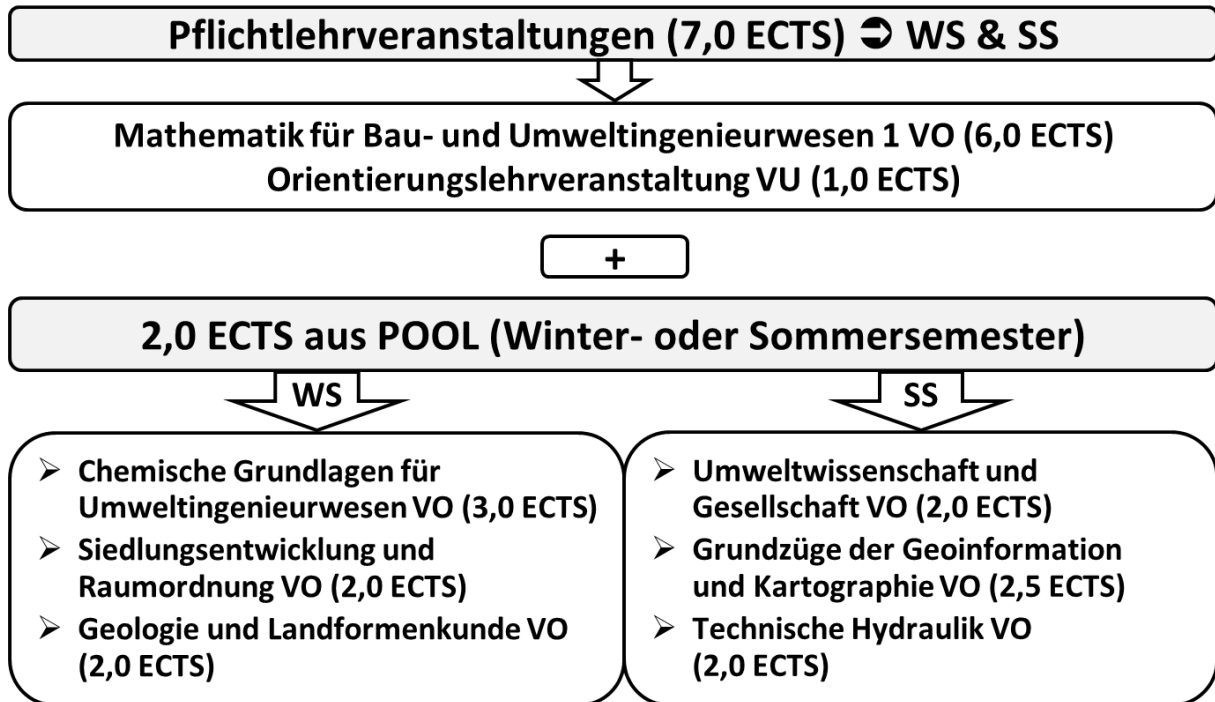 Pflichtlehrveranstaltungen (7,0 ECTS) ➲ WS & SS
Mathematik für Bau- und Umweltingenieurwesen 1 VO (6,0 ECTS)
Orientierungslehrveranstaltung VU (1,0 ECTS)
+
2,0 ECTS aus POOL (Winter- oder Sommersemester)
WS
➢ Chemische Grundlagen für
Umweltingenieurwesen VO (3,0 ECTS)
➢ Siedlungsentwicklung und
Raumordnung VO (2,0 ECTS)
➢ Geologie und Landformenkunde VO
(2,0 ECTS)
SS
➢ Umweltwissenschaft und
Gesellschaft VO (2,0 ECTS)
➢ Grundzüge der Geoinformation
und Kartographie VO (2,5 ECTS)
➢ Technische Hydraulik VO
(2,0 ECTS)